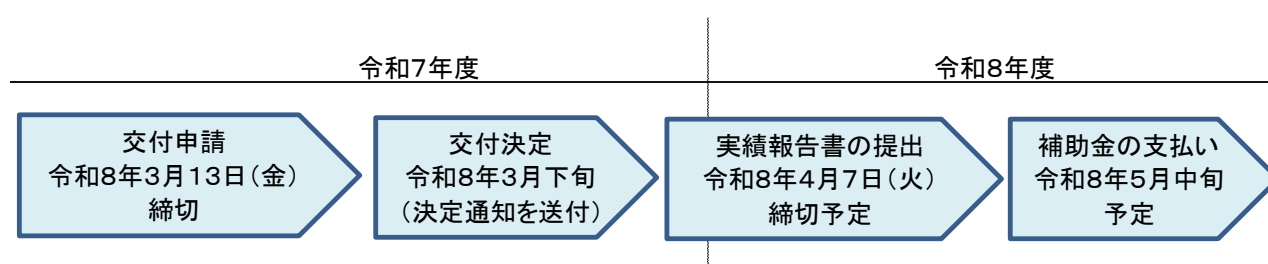 令和7年度
令和8年度
交付申請
令和8年3月13日(金)
締切
交付決定
令和8年3月下旬
(決定通知を送付)
実績報告書の提出
令和8年4月7日(火)
締切予定
補助金の支払い
令和8年5月中旬
予定